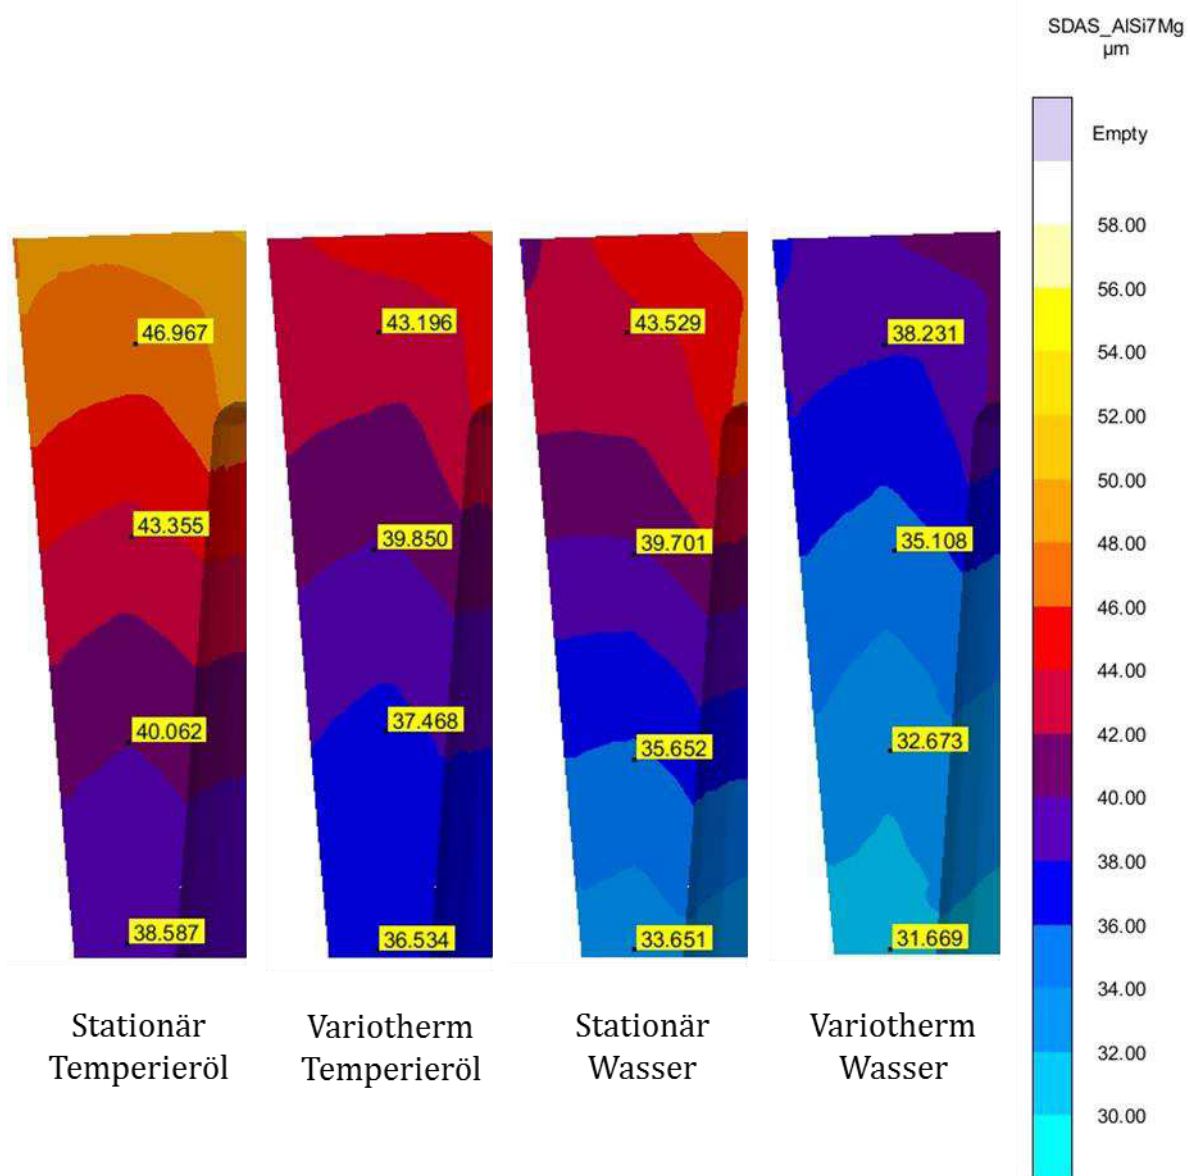 SDAS_AlSi7Mg
µm
Empty
58.00
56.00
54.00
52.00
50.00
48.00
46.00
44.00
42.00
40.00
38.00
36.00
34.00
32.00
30.00
46.967
43.355
40.062
38.587
Stationär
Temperieröl
43.196
39.850
37.468
36.534
Variotherm
Temperieröl
43.529
39.701
35.652
33.651
Stationär
Wasser
38.231
35.108
32.673
31.669
Variotherm
Wasser